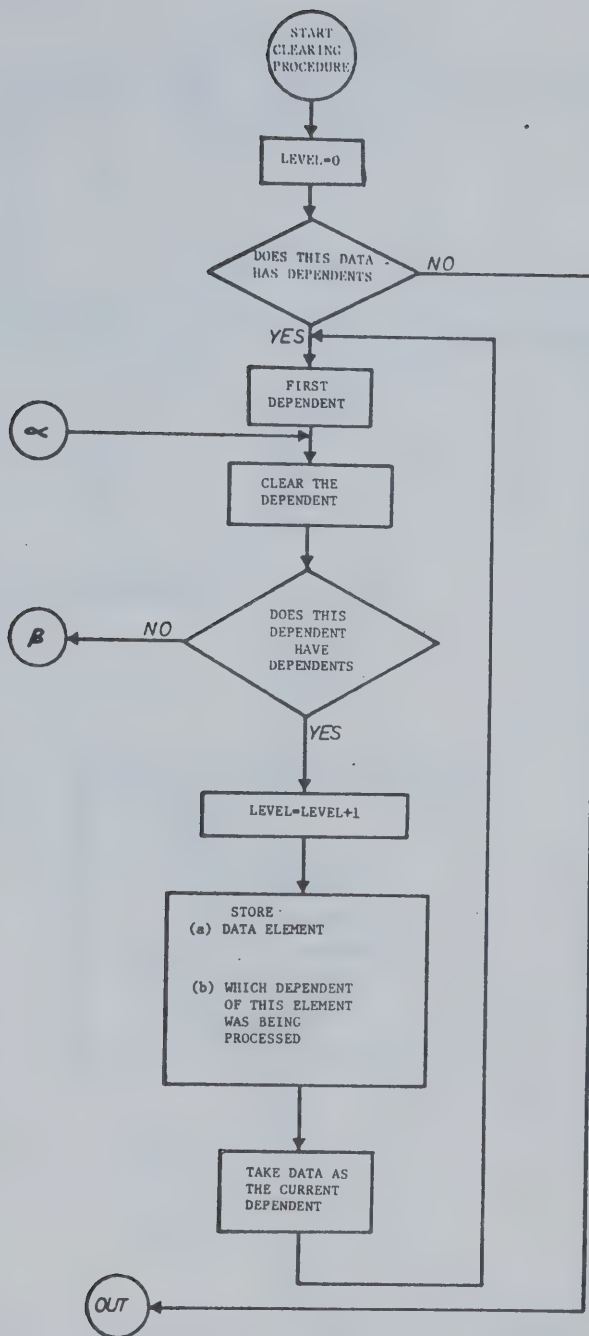 START
CLEARING
PROCEDURE
LEVEL=0
DOES THIS DATA
HAS DEPENDENTS
NO
YES
FIRST
DEPENDENT
∝
CLEAR THE
DEPENDENT
DOES THIS
DEPENDENT
HAVE
DEPENDENTS
NO
β
YES
LEVEL=LEVEL+1
STORE
(a) DATA ELEMENT
(b) WHICH DEPENDENT
OF THIS ELEMENT
WAS BEING
PROCESSED
TAKE DATA AS
THE CURRENT
DEPENDENT
OUT